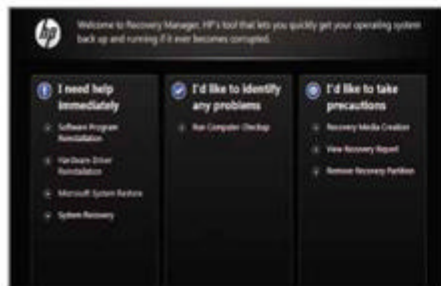 hp
Welcome to Recovery Manager, HP's tool that lets you quickly get your operating system
back up and running if it ever becomes corrupted.
I need help
immediately
Software Program
Reinstallation
Hardware Driver
Reinstallation
Microsoft System Restore
System Recovery
I'd like to identify
any problems
Run Computer Checkup
I'd like to take
precautions
Recovery Media Creation
View Recovery Report
Remove Recovery Partition